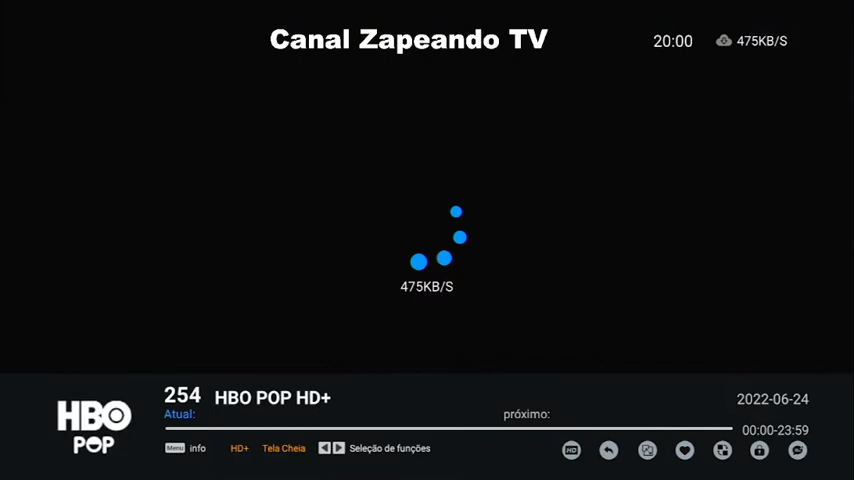 Canal Zapeando TV
20:00
475KB/S
475KB/S
254 HBO POP HD+
2022-06-24
Atual:
próximo:
00:00-23:59
HBO
POP
Menu info
HD+
Tela Cheia
Seleção de funções
HD